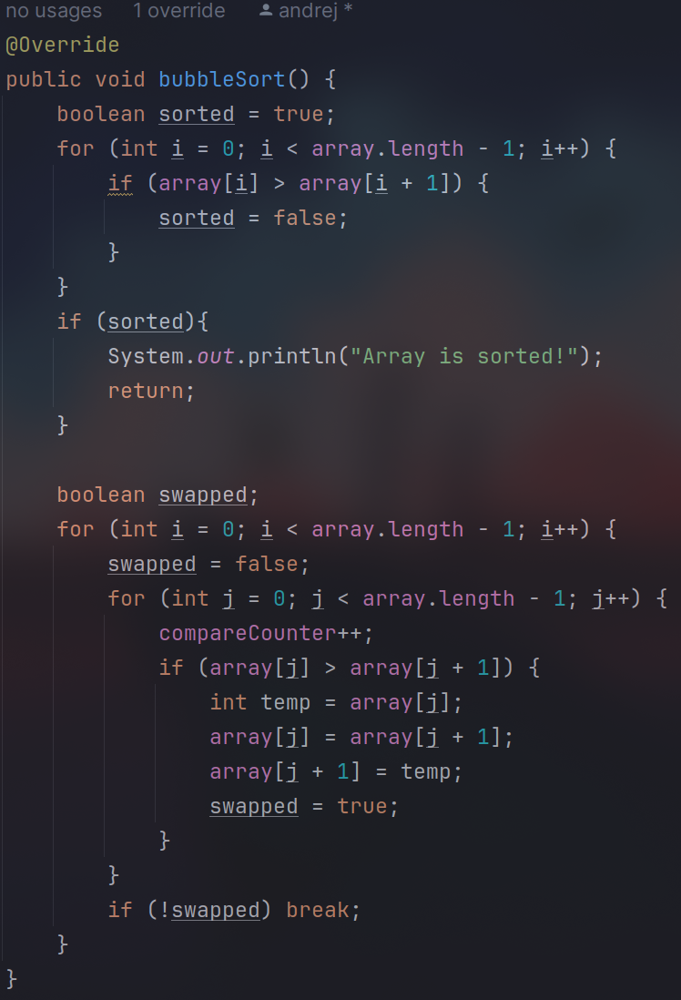 no usages 1 override andrej *
@Override
public void bubbleSort() {
    boolean sorted = true;
    for (int i = 0; i < array.length - 1; i++) {
        if (array[i] > array[i + 1]) {
            sorted = false;
        }
    }
    if (sorted){
        System.out.println("Array is sorted!");
        return;
    }

    boolean swapped;
    for (int i = 0; i < array.length - 1; i++) {
        swapped = false;
        for (int j = 0; j < array.length - 1; j++) {
            compareCounter++;
            if (array[j] > array[j + 1]) {
                int temp = array[j];
                array[j] = array[j + 1];
                array[j + 1] = temp;
                swapped = true;
            }
        }
        if (!swapped) break;
    }
}